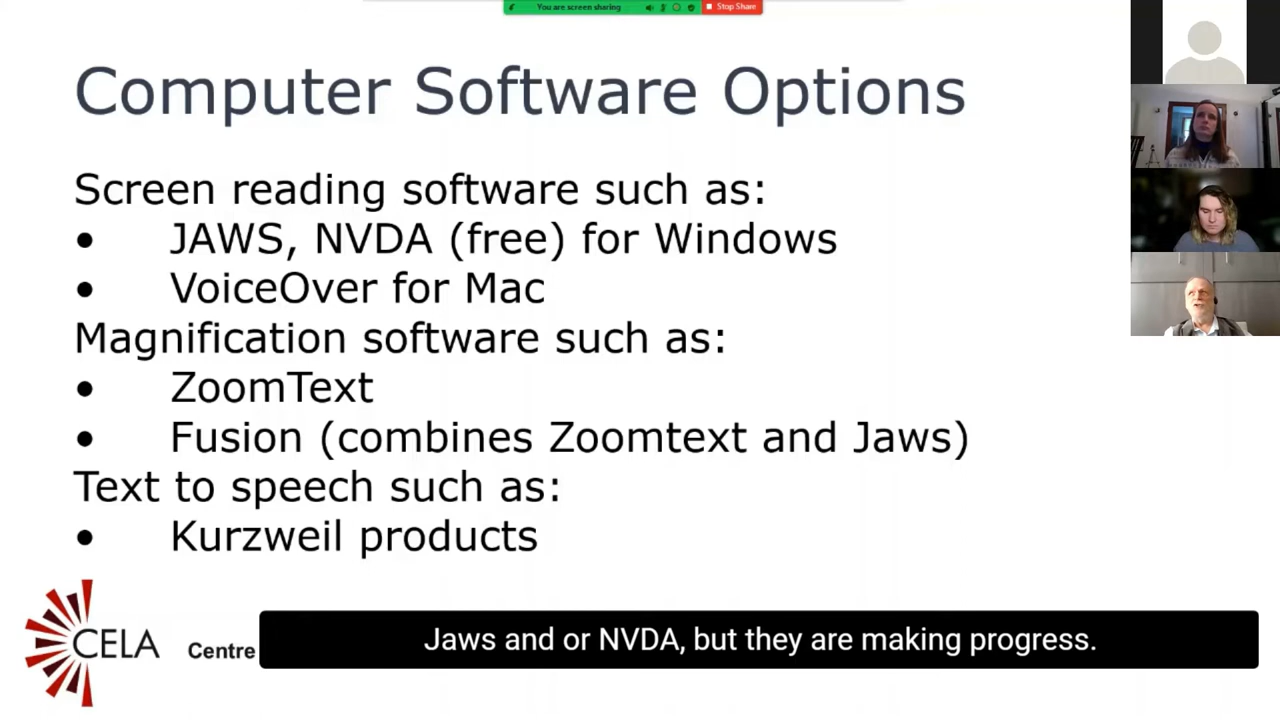 You are screen sharing
Stop Share
Computer Software Options
Screen reading software such as:
• JAWS, NVDA (free) for Windows
• VoiceOver for Mac
Magnification software such as:
• ZoomText
• Fusion (combines Zoomtext and Jaws)
Text to speech such as:
• Kurzweil products
CELA
Centre
Jaws and or NVDA, but they are making progress.